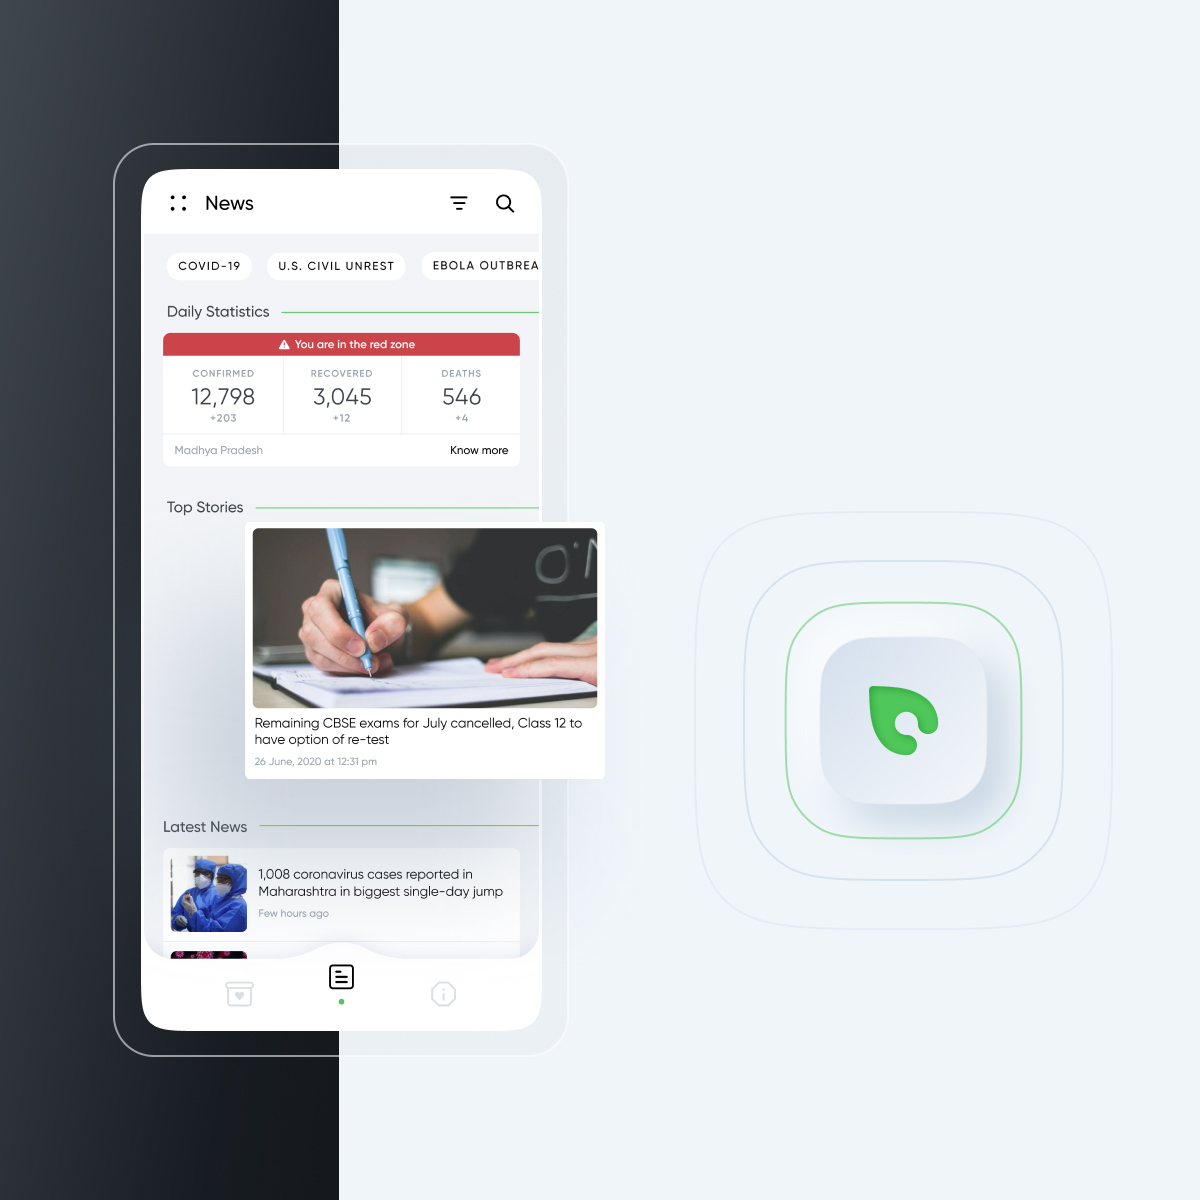 News
COVID-19
U.S. CIVIL UNREST
EBOLA OUTBREA
Daily Statistics
You are in the red zone
CONFIRMED
RECOVERED
DEATHS
12,798
3,045
546
+203
+12
+4
Madhya Pradesh
Know more
Top Stories
Remaining CBSE exams for July cancelled, Class 12 to
have option of re-test
26 June, 2020 at 12:31 pm
Latest News
1,008 coronavirus cases reported in
Maharashtra in biggest single-day jump
Few hours ago